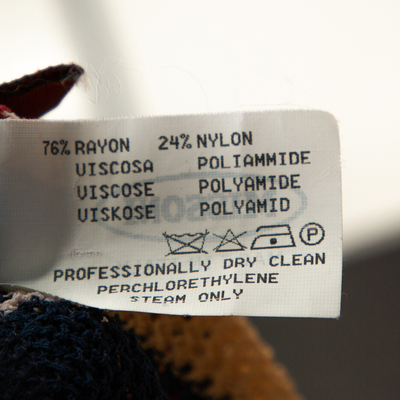 76% RAYON 24% NYLON
VISCOSA POLIAMMIDE
VISCOSE POLYAMIDE
VISKOSE POLYAMID
P
PROFESSIONALLY DRY CLEAN
PERCHLORETHYLENE
STEAM ONLY